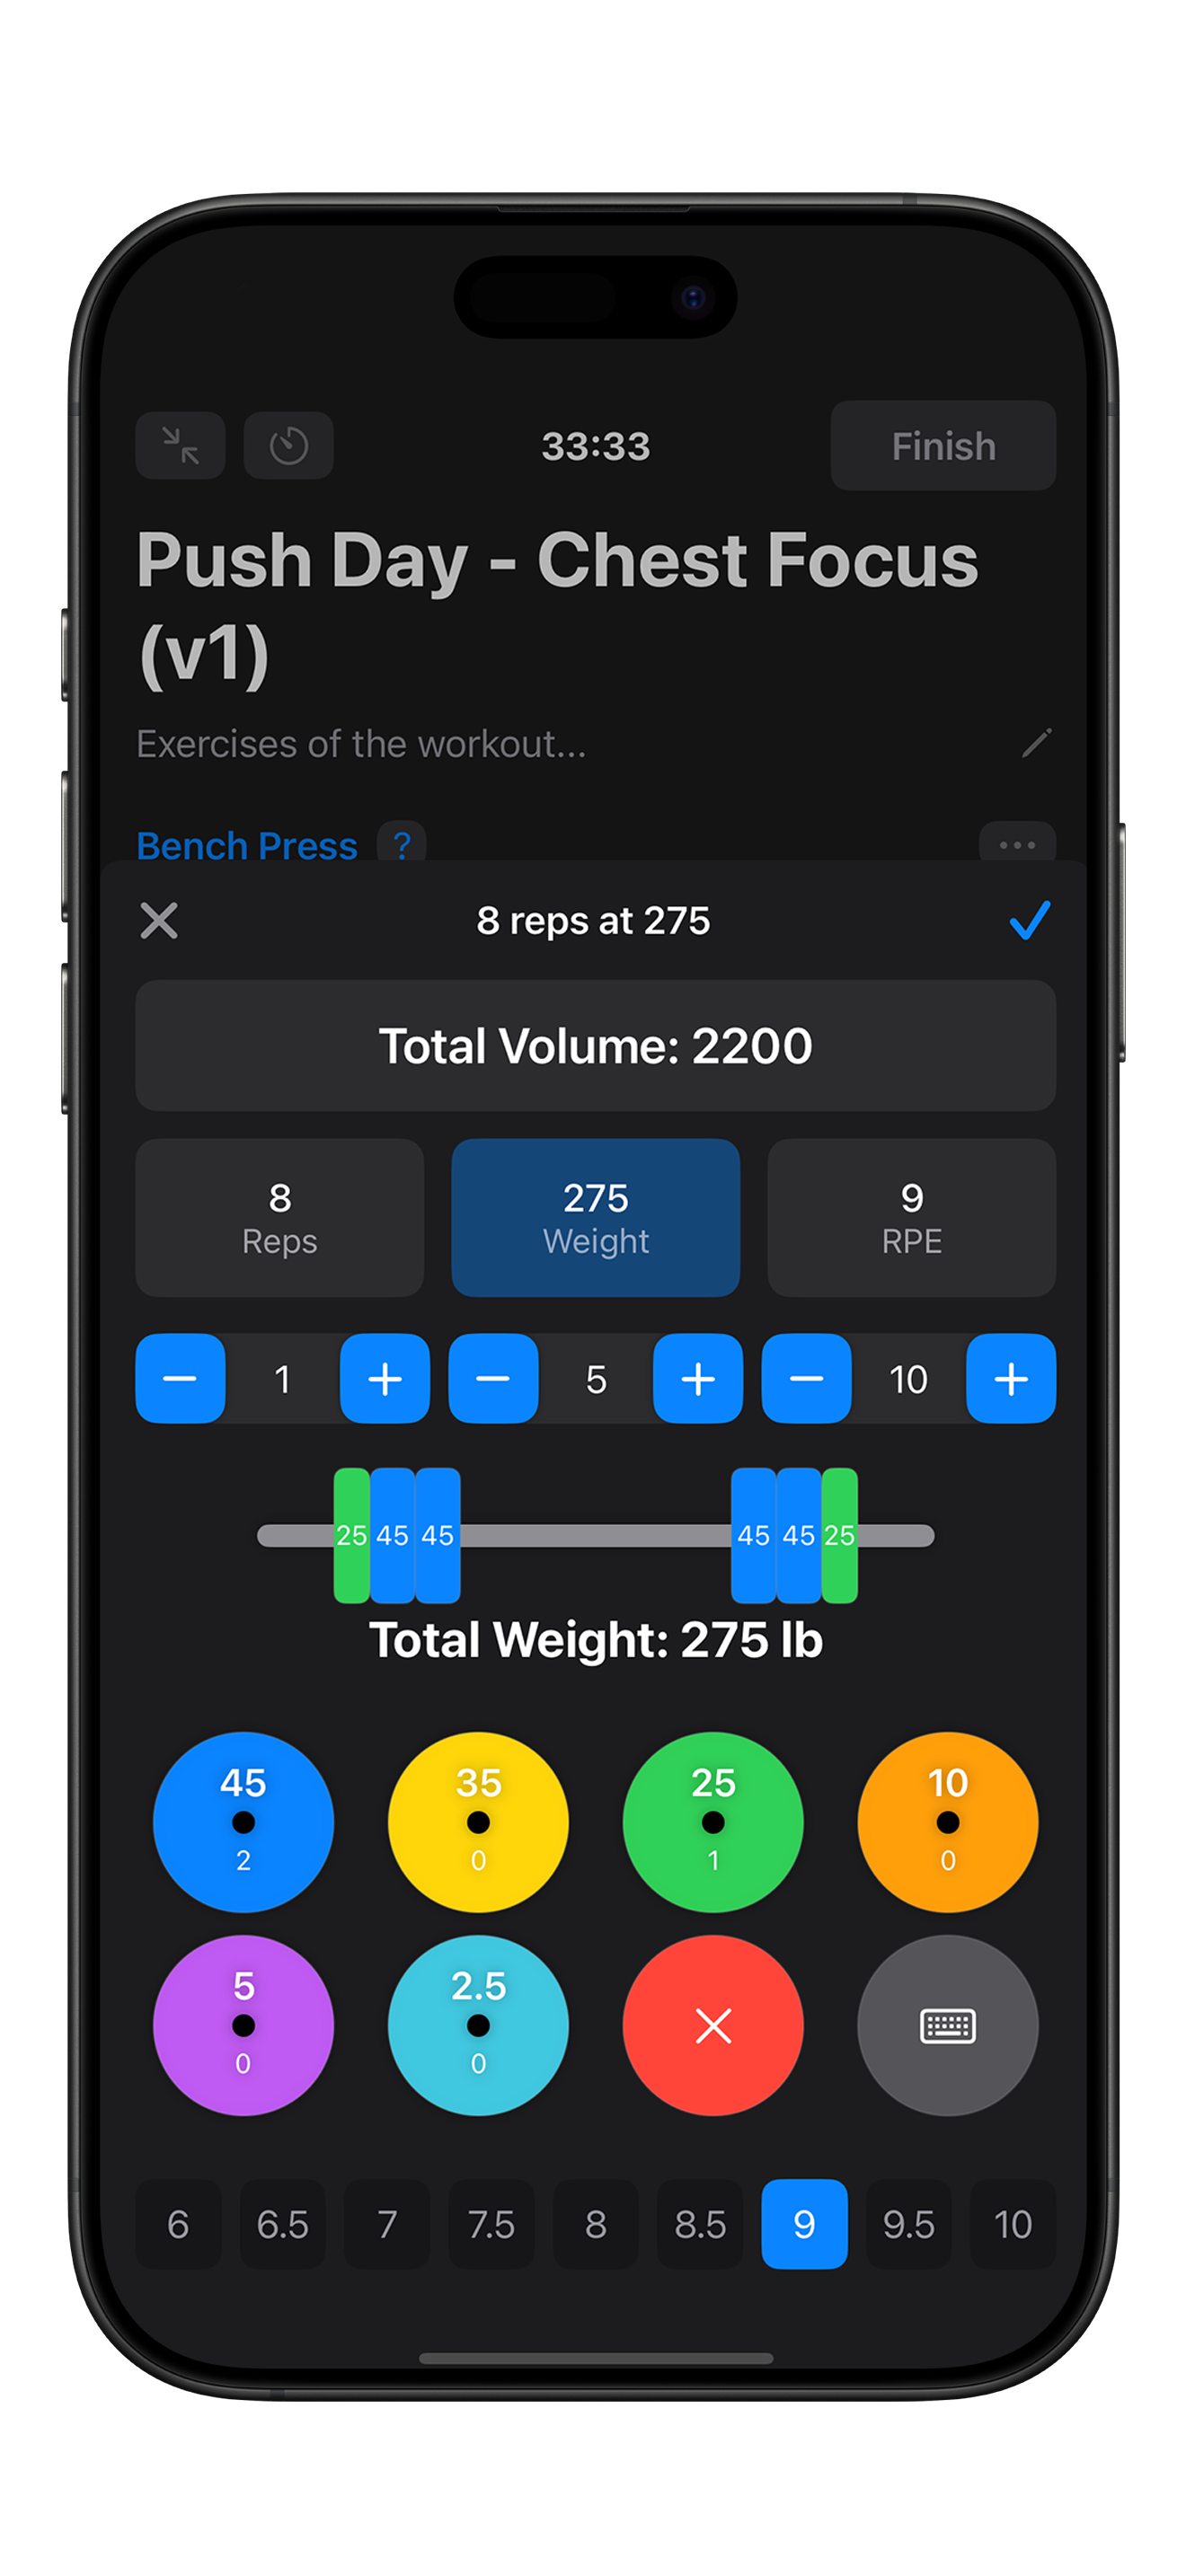 33:33
Finish
Push Day - Chest Focus
(v1)
Exercises of the workout...
Bench Press ?
8 reps at 275
Total Volume: 2200
8
Reps
275
Weight
9
RPE
1
5
10
25 45 45 45 45 25
Total Weight: 275 lb
45
2
35
0
25
1
10
0
5
0
2.5
0
6 6.5 7 7.5 8 8.5 9 9.5 10